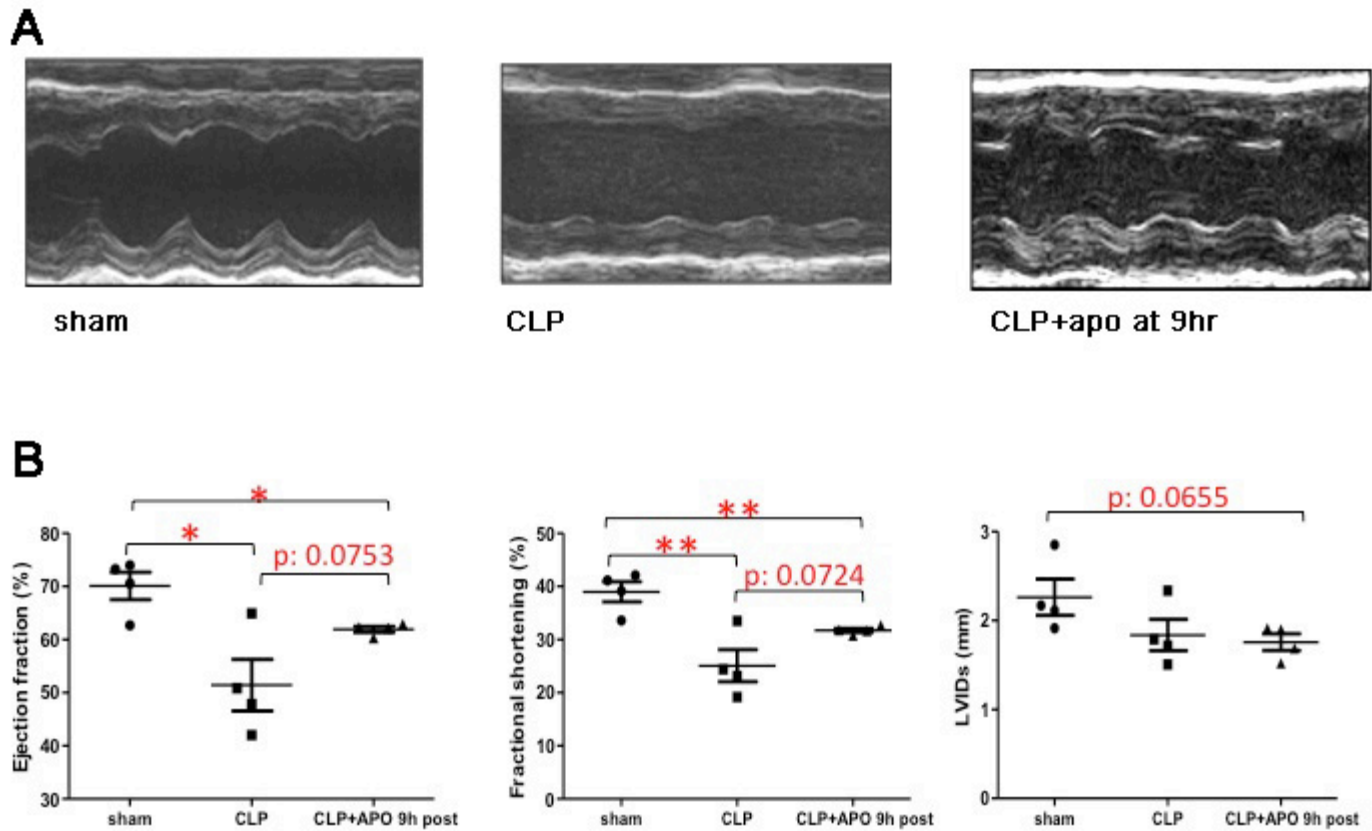 A
sham
CLP
CLP+apo at 9hr
B
*
*
p: 0.0753
Ejection fraction (%)
80
70
60
50
40
30
sham
CLP
CLP+APO 9h post
**
**
p: 0.0724
Fractional shortening (%)
50
40
30
20
10
0
sham
CLP
CLP+APO 9h post
p: 0.0655
LVIDs (mm)
3
2
1
0
sham
CLP
CLP+APO 9h post